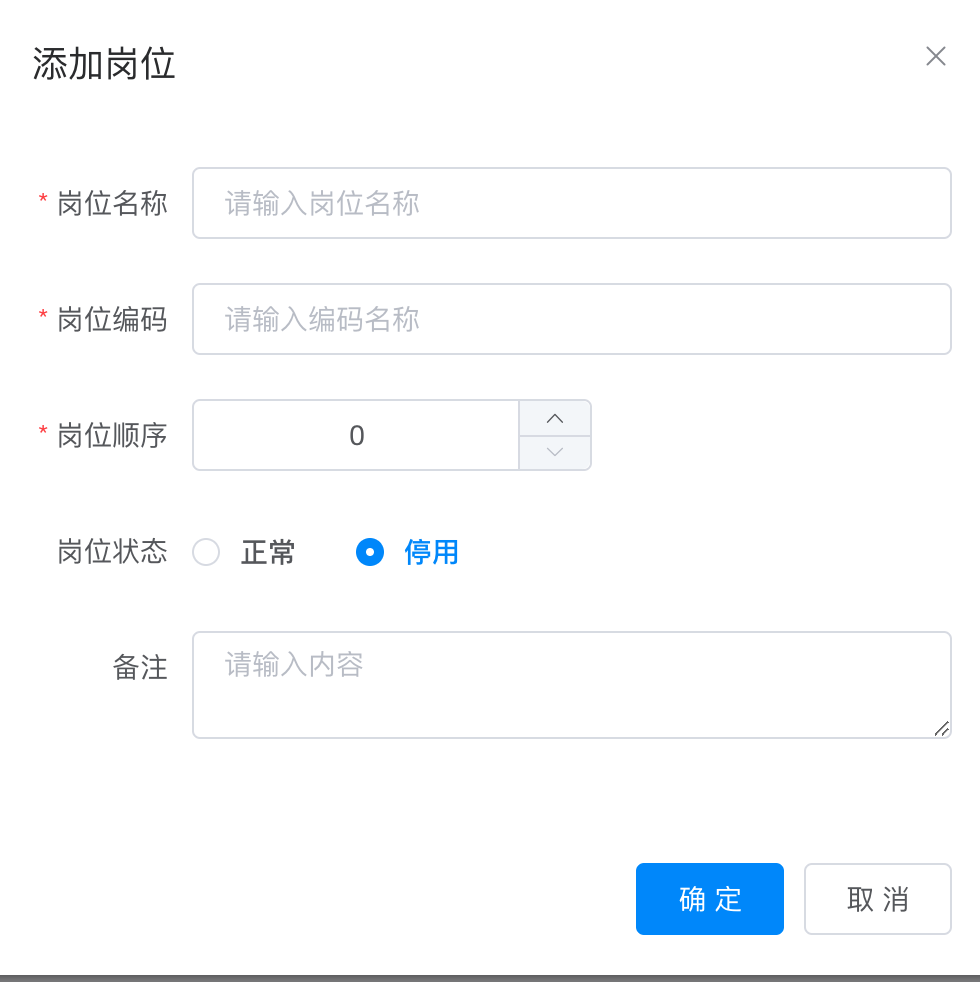 添加岗位
* 岗位名称 请输入岗位名称
* 岗位编码 请输入编码名称
* 岗位顺序 0
岗位状态 正常 停用
备注 请输入内容
确 定 取 消